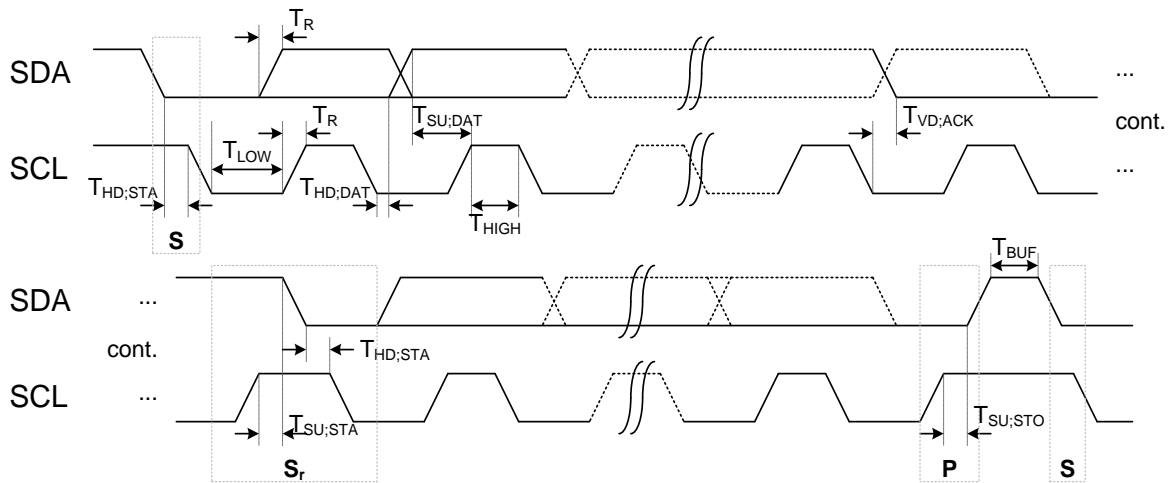 T_R
SDA
...
T_R
T_SU;DAT
T_VD;ACK
cont.
T_LOW
SCL
...
T_HD;STA
T_HD;DAT
T_HIGH
S
T_BUF
SDA
...
cont.
T_HD;STA
SCL
...
T_SU;STA
T_SU;STO
S_r
P
S